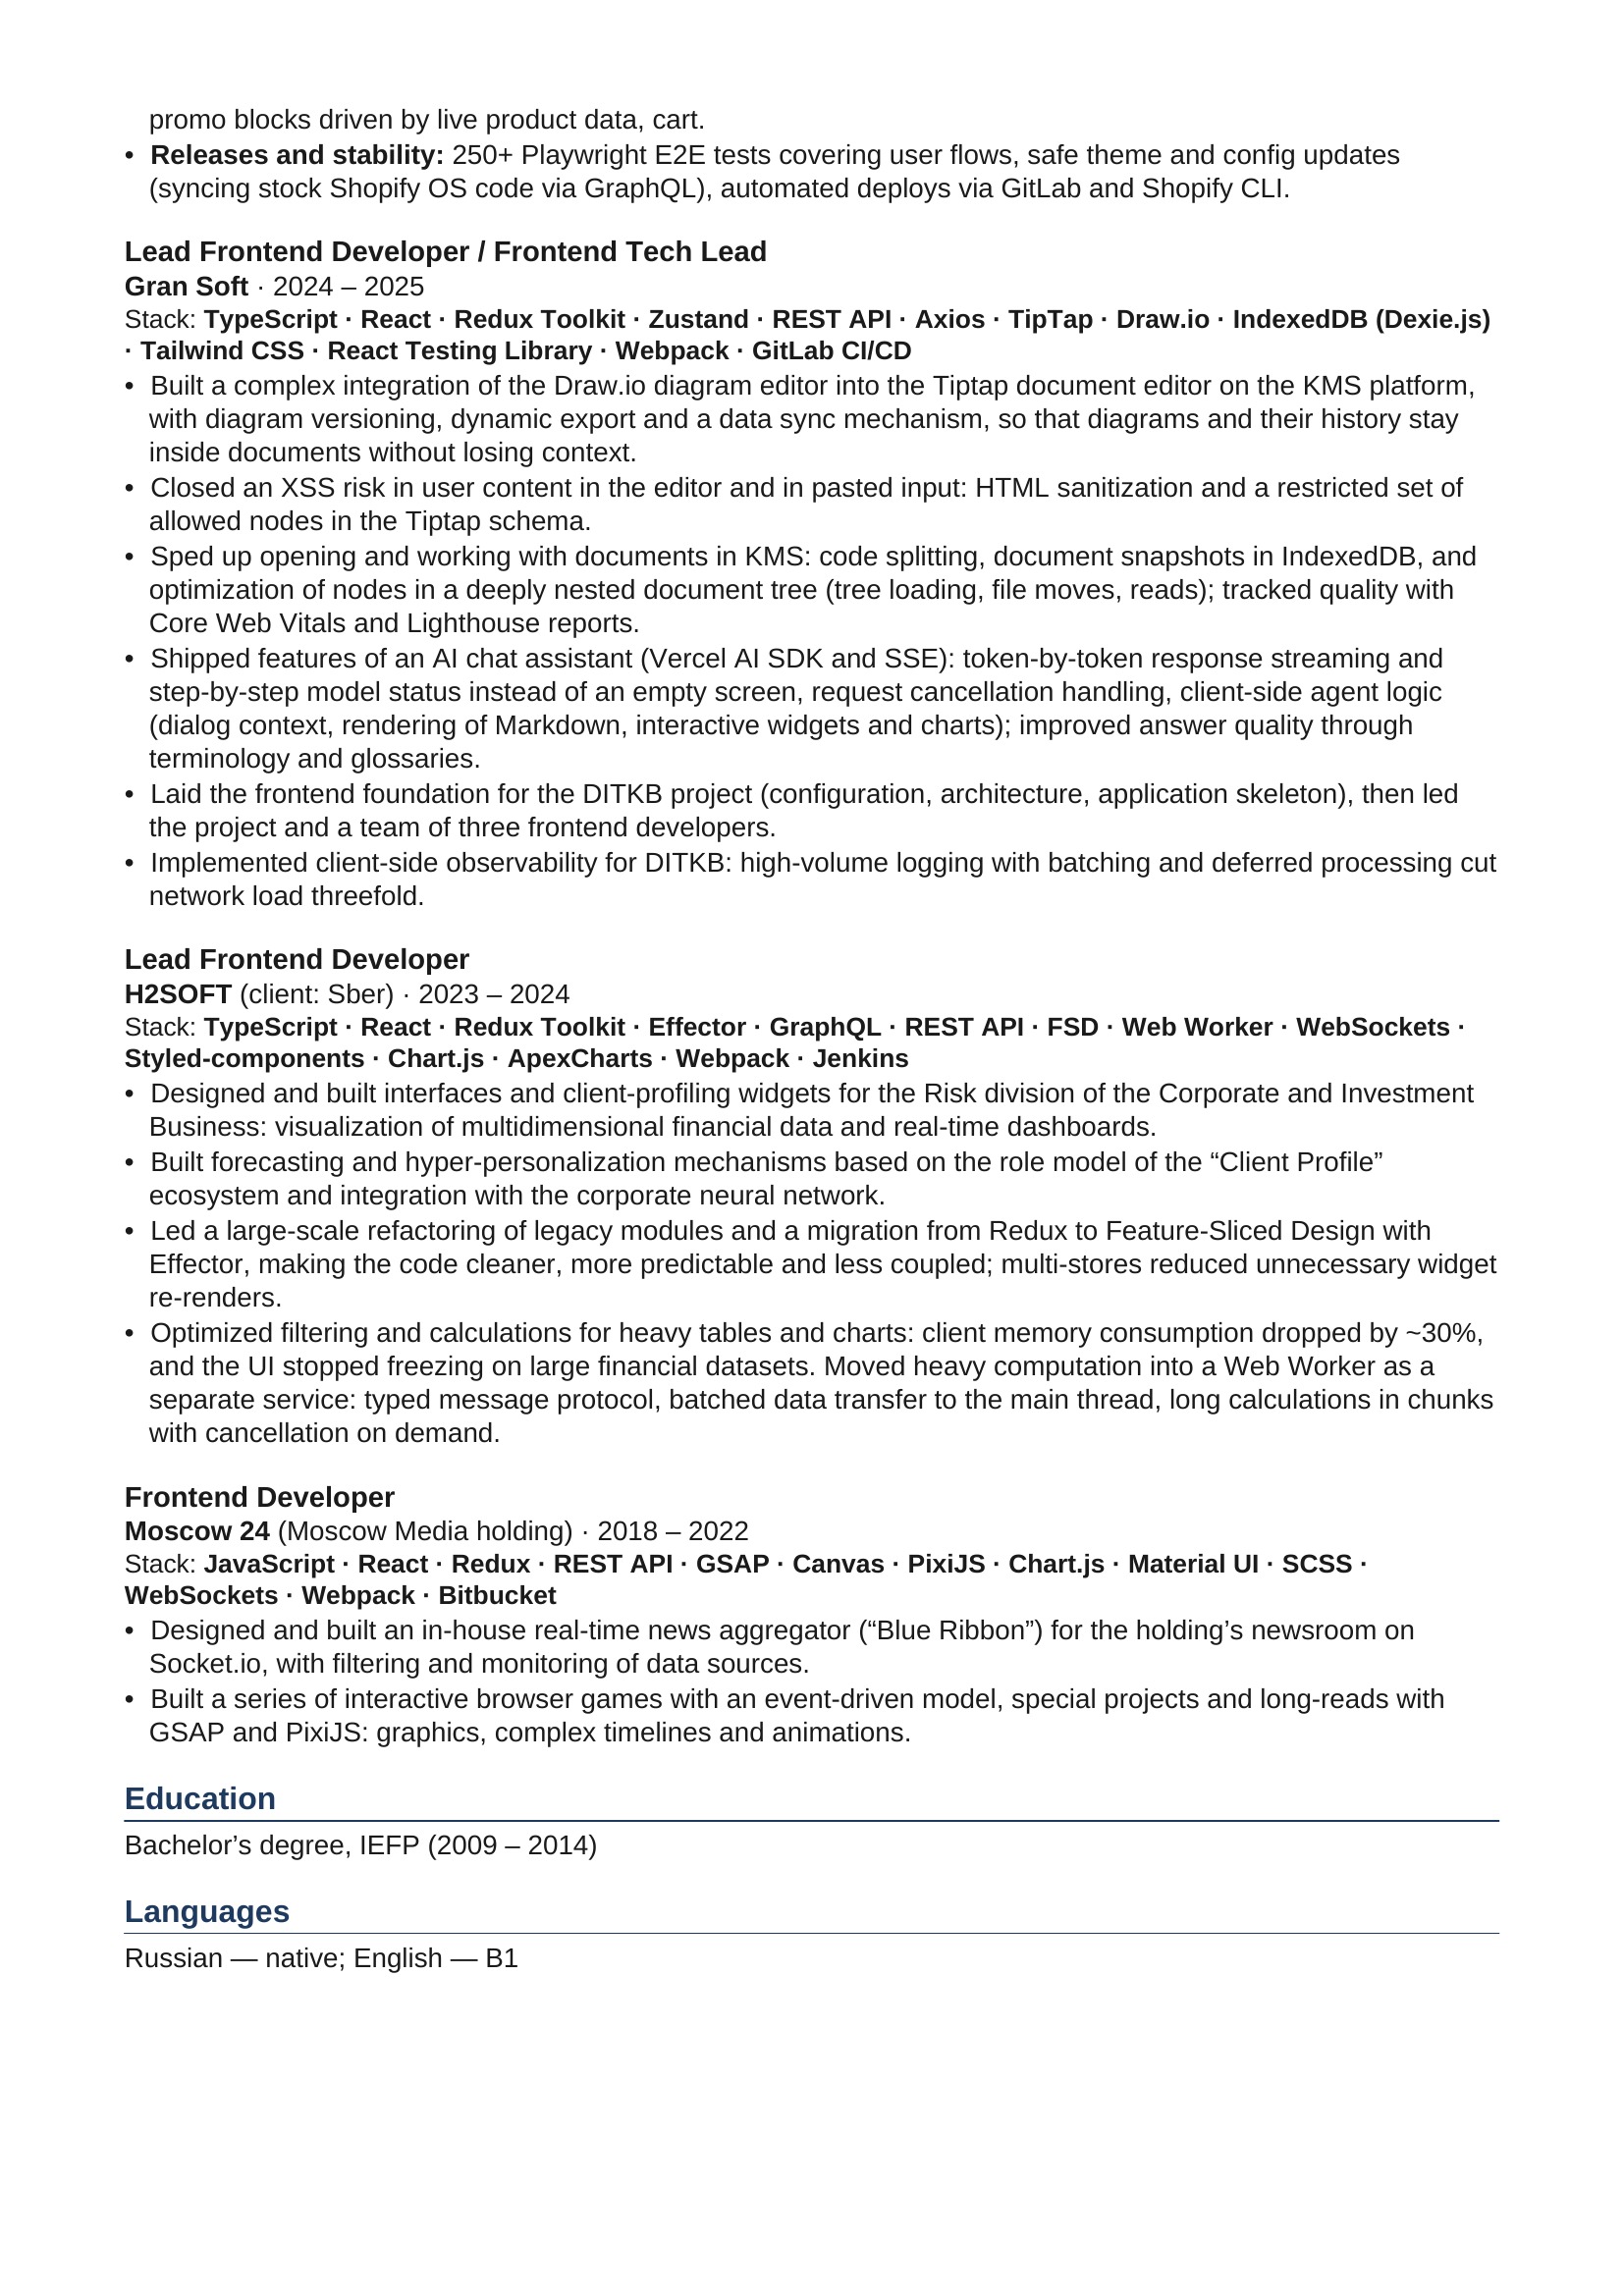 promo blocks driven by live product data, cart.
• Releases and stability: 250+ Playwright E2E tests covering user flows, safe theme and config updates
(syncing stock Shopify OS code via GraphQL), automated deploys via GitLab and Shopify CLI.
Lead Frontend Developer / Frontend Tech Lead
Gran Soft · 2024 – 2025
Stack: TypeScript · React · Redux Toolkit · Zustand · REST API · Axios · TipTap · Draw.io · IndexedDB (Dexie.js)
· Tailwind CSS · React Testing Library · Webpack · GitLab CI/CD
• Built a complex integration of the Draw.io diagram editor into the Tiptap document editor on the KMS platform,
with diagram versioning, dynamic export and a data sync mechanism, so that diagrams and their history stay
inside documents without losing context.
• Closed an XSS risk in user content in the editor and in pasted input: HTML sanitization and a restricted set of
allowed nodes in the Tiptap schema.
• Sped up opening and working with documents in KMS: code splitting, document snapshots in IndexedDB, and
optimization of nodes in a deeply nested document tree (tree loading, file moves, reads); tracked quality with
Core Web Vitals and Lighthouse reports.
• Shipped features of an AI chat assistant (Vercel AI SDK and SSE): token-by-token response streaming and
step-by-step model status instead of an empty screen, request cancellation handling, client-side agent logic
(dialog context, rendering of Markdown, interactive widgets and charts); improved answer quality through
terminology and glossaries.
• Laid the frontend foundation for the DITKB project (configuration, architecture, application skeleton), then led
the project and a team of three frontend developers.
• Implemented client-side observability for DITKB: high-volume logging with batching and deferred processing cut
network load threefold.
Lead Frontend Developer
H2SOFT (client: Sber) · 2023 – 2024
Stack: TypeScript · React · Redux Toolkit · Effector · GraphQL · REST API · FSD · Web Worker · WebSockets ·
Styled-components · Chart.js · ApexCharts · Webpack · Jenkins
• Designed and built interfaces and client-profiling widgets for the Risk division of the Corporate and Investment
Business: visualization of multidimensional financial data and real-time dashboards.
• Built forecasting and hyper-personalization mechanisms based on the role model of the “Client Profile”
ecosystem and integration with the corporate neural network.
• Led a large-scale refactoring of legacy modules and a migration from Redux to Feature-Sliced Design with
Effector, making the code cleaner, more predictable and less coupled; multi-stores reduced unnecessary widget
re-renders.
• Optimized filtering and calculations for heavy tables and charts: client memory consumption dropped by ~30%,
and the UI stopped freezing on large financial datasets. Moved heavy computation into a Web Worker as a
separate service: typed message protocol, batched data transfer to the main thread, long calculations in chunks
with cancellation on demand.
Frontend Developer
Moscow 24 (Moscow Media holding) · 2018 – 2022
Stack: JavaScript · React · Redux · REST API · GSAP · Canvas · PixiJS · Chart.js · Material UI · SCSS ·
WebSockets · Webpack · Bitbucket
• Designed and built an in-house real-time news aggregator (“Blue Ribbon”) for the holding’s newsroom on
Socket.io, with filtering and monitoring of data sources.
• Built a series of interactive browser games with an event-driven model, special projects and long-reads with
GSAP and PixiJS: graphics, complex timelines and animations.
Education
Bachelor’s degree, IEFP (2009 – 2014)
Languages
Russian — native; English — B1